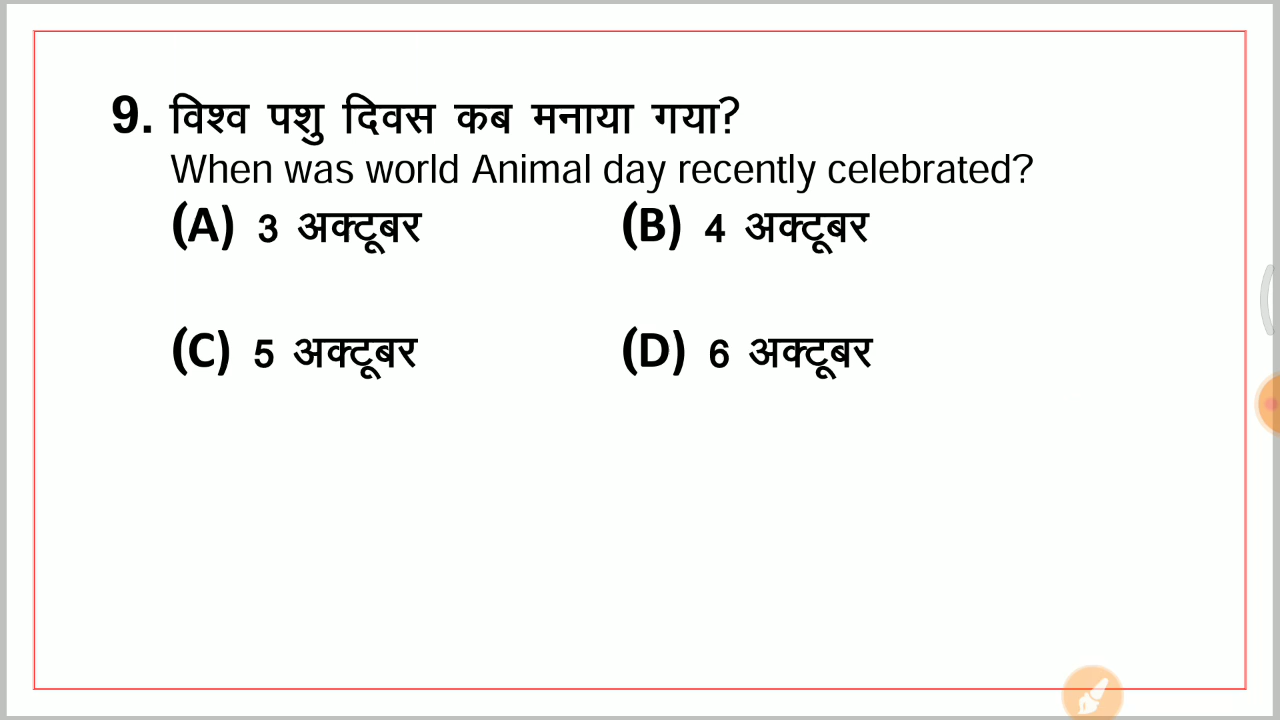 9. विश्व पशु दिवस कब मनाया गया?
When was world Animal day recently celebrated?
(A) 3 अक्टूबर (B) 4 अक्टूबर
(C) 5 अक्टूबर (D) 6 अक्टूबर